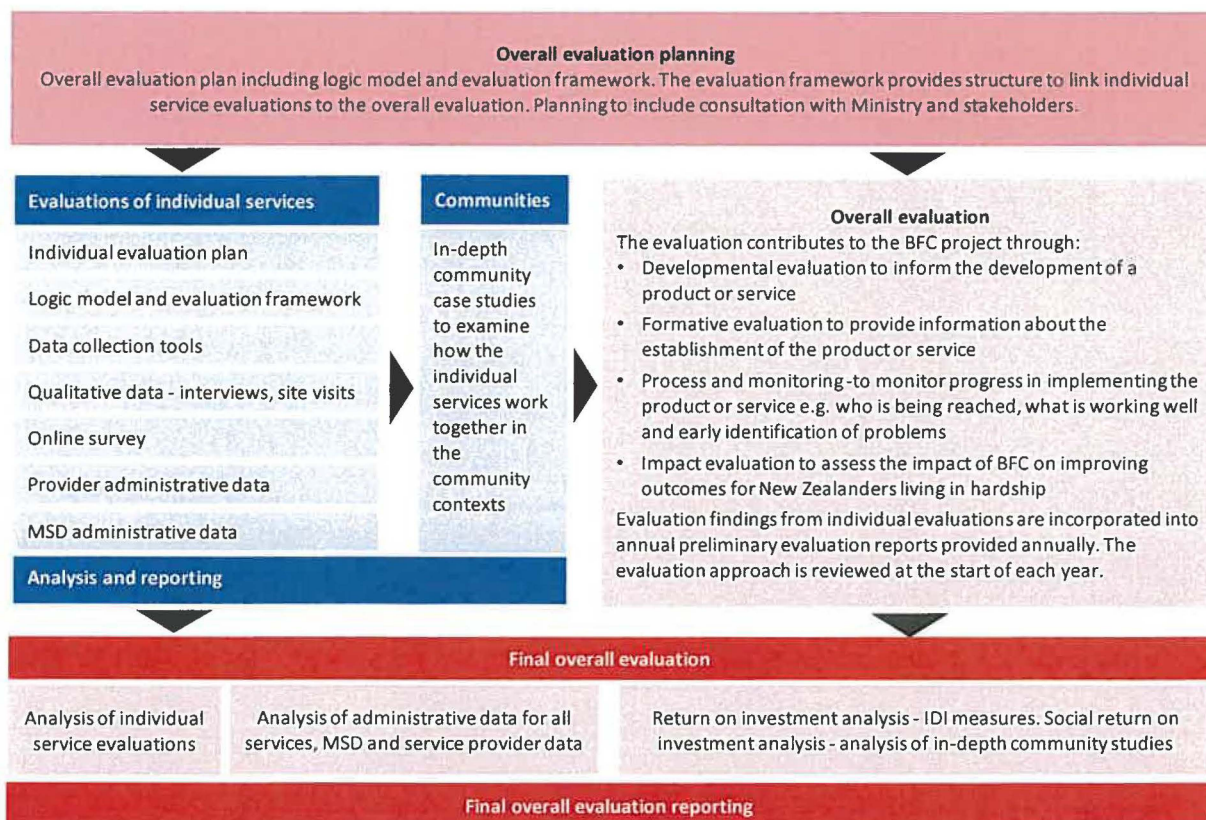 Overall evaluation planning
Overall evaluation plan including logic model and evaluation framework. The evaluation framework provides structure to link individual
service evaluations to the overall evaluation. Planning to include consultation with Ministry and stakeholders.
Evaluations of individual services
Individual evaluation plan
Logic model and evaluation framework
Data collection tools
Qualitative data - interviews, site visits
Online survey
Provider administrative data
MSD administrative data
Communities
In-depth
community
case studies
to examine
how the
individual
services work
together in
the
community
contexts
Analysis and reporting
Overall evaluation
The evaluation contributes to the BFC project through:
• Developmental evaluation to inform the development of a
product or service
• Formative evaluation to provide information about the
establishment of the product or service
• Process and monitoring -to monitor progress in implementing the
product or service e.g. who is being reached, what is working well
and early identification of problems
• Impact evaluation to assess the impact of BFC on improving
outcomes for New Zealanders living in hardship
Evaluation findings from individual evaluations are incorporated into
annual preliminary evaluation reports provided annually. The
evaluation approach is reviewed at the start of each year.
Final overall evaluation
Analysis of individual
service evaluations
Analysis of administrative data for all
services, MSD and service provider data
Return on investment analysis - IDI measures. Social return on
investment analysis - analysis of in-depth community studies
Final overall evaluation reporting